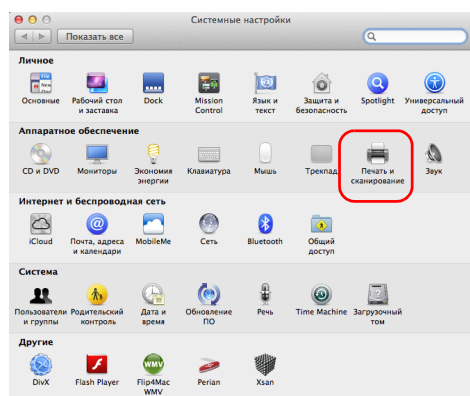 Системные настройки
Показать все
Личное
Основные
Рабочий стол
и заставка
Dock
Mission
Control
Язык и
текст
Защита и
безопасность
Spotlight
Универсальный
доступ
Аппаратное обеспечение
CD и DVD
Мониторы
Экономия
энергии
Клавиатура
Мышь
Трекпад
Печать и
сканирование
Звук
Интернет и беспроводная сеть
iCloud
Почта, адреса
и календари
MobileMe
Сеть
Bluetooth
Общий
доступ
Система
Пользователи
и группы
Родительский
контроль
Дата и
время
Обновление
ПО
Речь
Time Machine
Загрузочный
том
Другие
DivX
Flash Player
WMV
Flip4Mac
WMV
Perian
Xsan